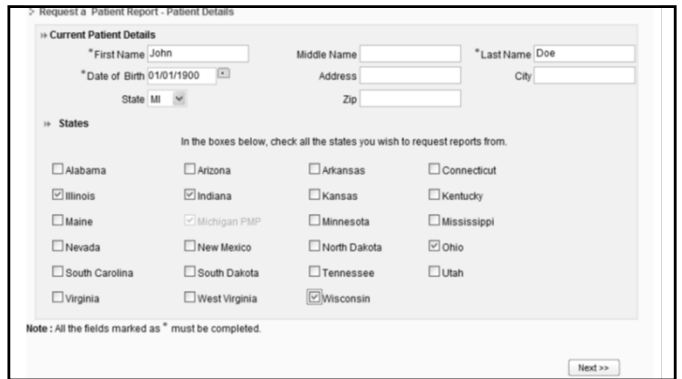 Request a Patient Report - Patient Details
Current Patient Details
*First Name John Middle Name *Last Name Doe
*Date of Birth 01/01/1900 Address City
State MI Zip
States
In the boxes below, check all the states you wish to request reports from.
Alabama Arizona Arkansas Connecticut
Illinois Indiana Kansas Kentucky
Maine Michigan PMP Minnesota Mississippi
Nevada New Mexico North Dakota Ohio
South Carolina South Dakota Tennessee Utah
Virginia West Virginia Wisconsin
Note : All the fields marked as * must be completed.
Next >>